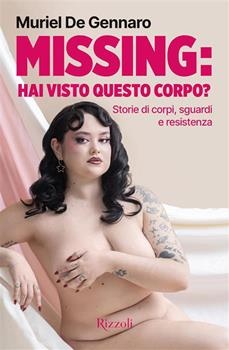 Muriel De Gennaro
MISSING:
HAI VISTO QUESTO CORPO?
Storie di corpi, sguardi
e resistenza
Rizzoli